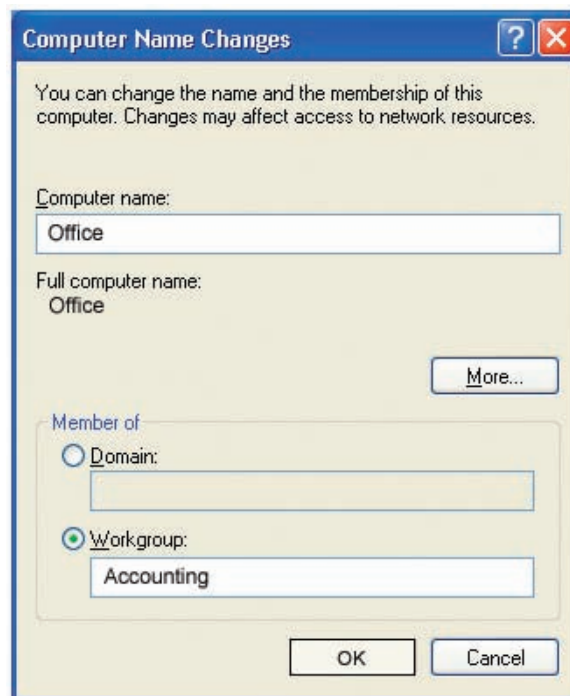 Computer Name Changes
?
You can change the name and the membership of this
computer. Changes may affect access to network resources.
Computer name:
Office
Full computer name:
Office
More...
Member of
Domain:
Workgroup:
Accounting
OK
Cancel